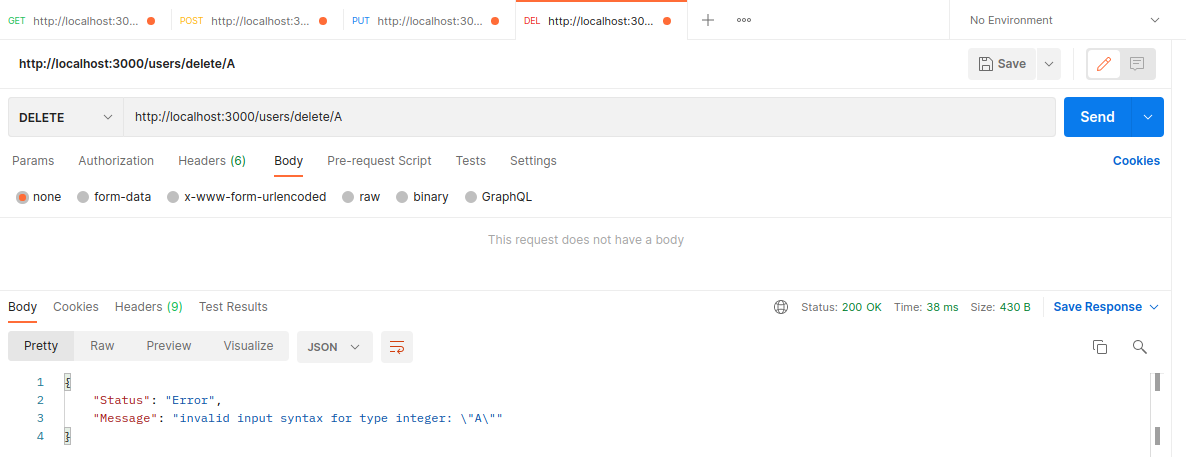 GET http://localhost:30... POST http://localhost:3... PUT http://localhost:30... DEL http://localhost:30... No Environment
http://localhost:3000/users/delete/A Save
DELETE http://localhost:3000/users/delete/A Send
Params Authorization Headers (6) Body Pre-request Script Tests Settings Cookies
none form-data x-www-form-urlencoded raw binary GraphQL
This request does not have a body
Body Cookies Headers (9) Test Results Status: 200 OK Time: 38 ms Size: 430 B Save Response
Pretty Raw Preview Visualize JSON
1 {
2 "Status": "Error",
3 "Message": "invalid input syntax for type integer: \"A\""
4 }